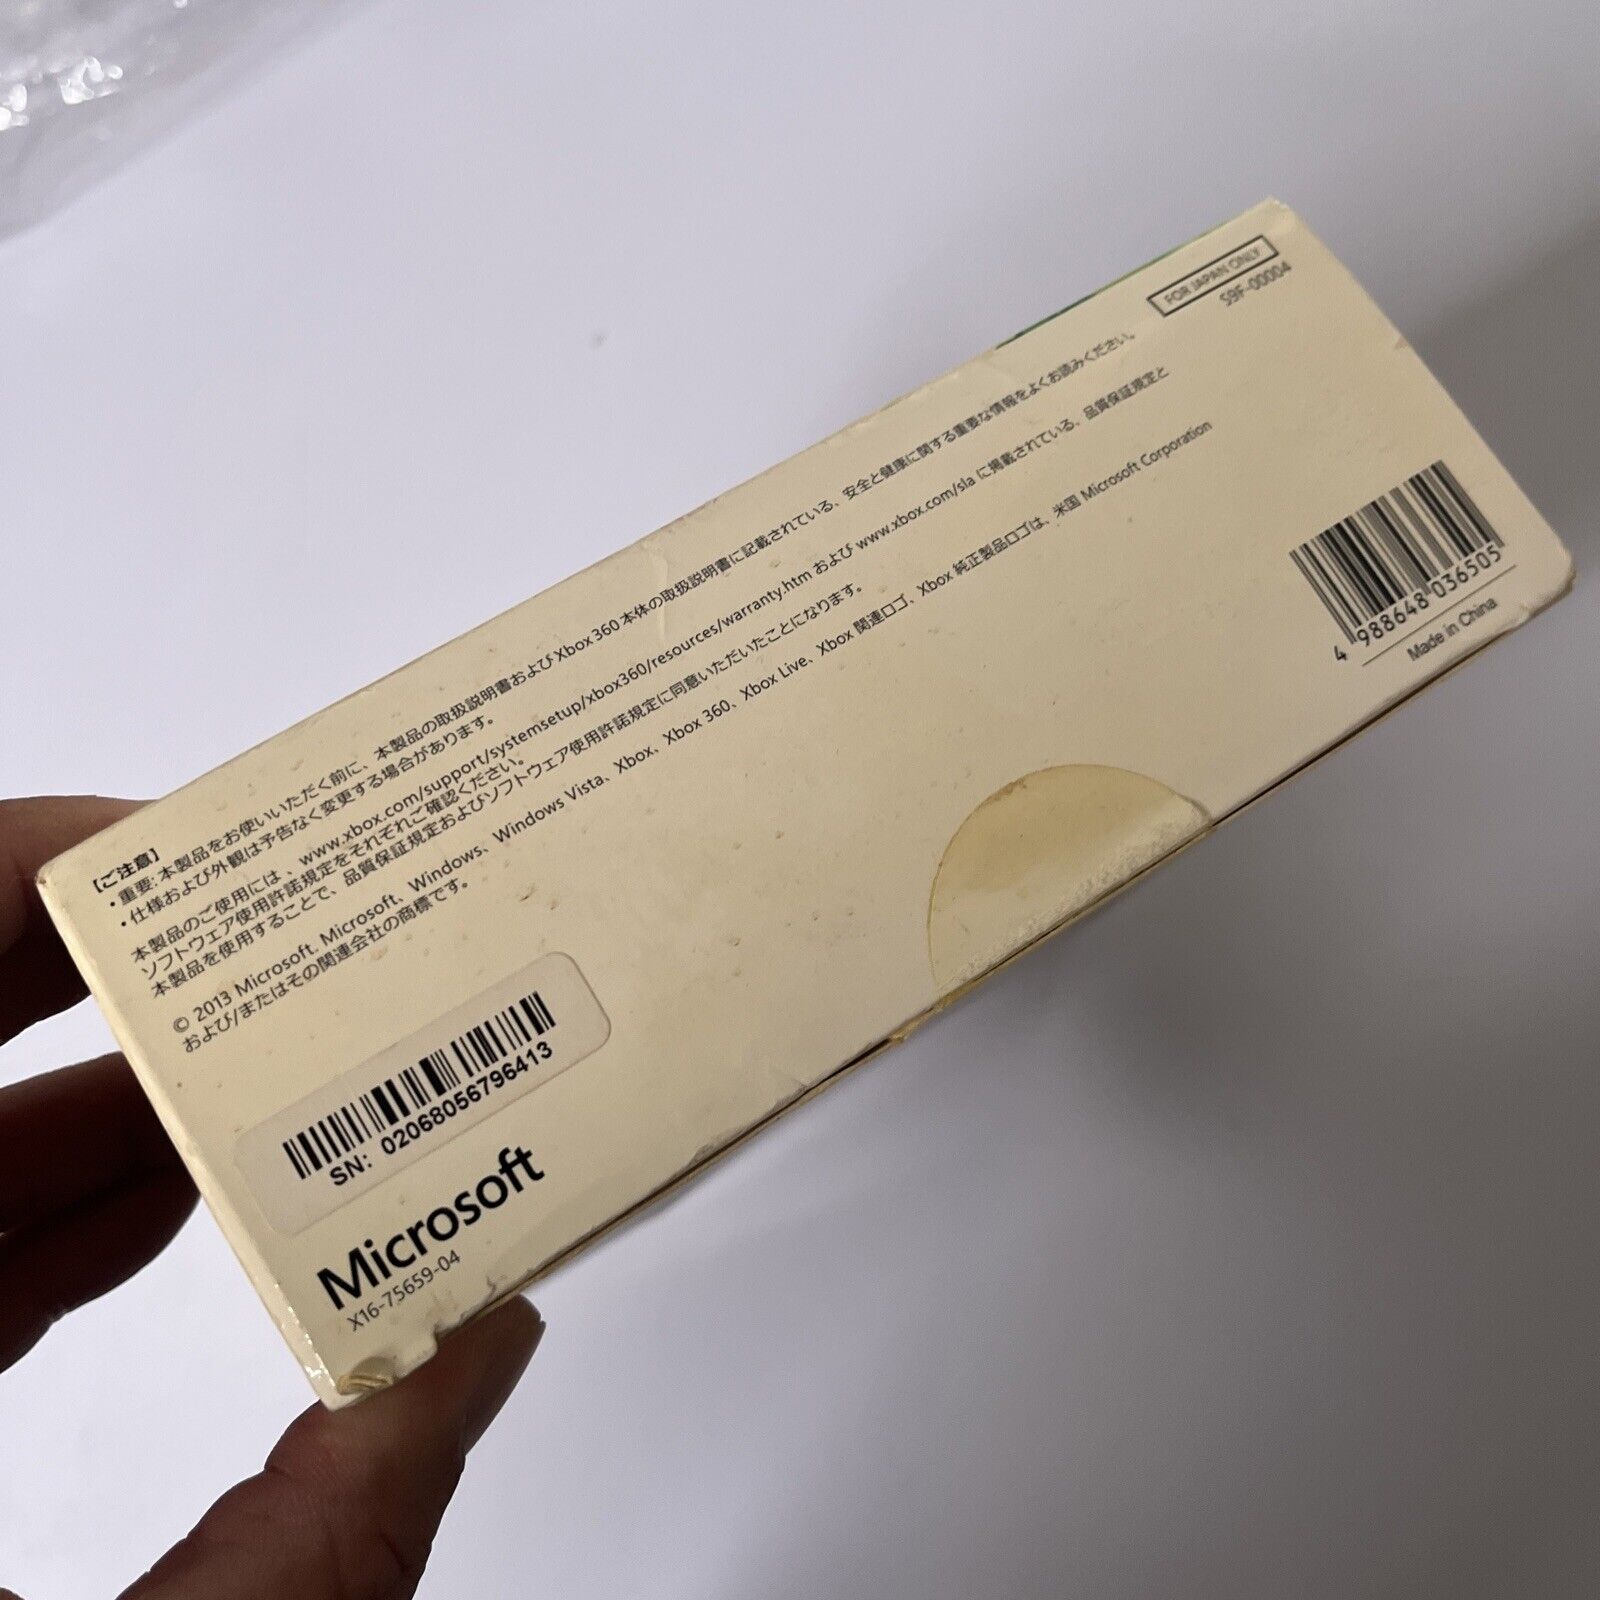 FOR JAPAN ONLY
S9F-00004
【ご注意】
・重要: 本製品をお使いいただく前に、本製品の取扱説明書および Xbox 360 本体の取扱説明書に記載されている、安全と健康に関する重要な情報をよくお読みください。
・仕様および外観は予告なく変更する場合があります。
本製品のご使用には、www.xbox.com/support/systemsetup/xbox360/resources/warranty.htm および www.xbox.com/sla に掲載されている、品質保証規定と
ソフトウェア使用許諾規定をそれぞれご確認ください。
本製品を使用することで、品質保証規定およびソフトウェア使用許諾規定に同意いただいたことになります。
© 2013 Microsoft. Microsoft、Windows、Windows Vista、Xbox、Xbox 360、Xbox Live、Xbox 関連ロゴ、Xbox 純正製品ロゴは、米国 Microsoft Corporation
および/またはその関連会社の商標です。
4 988648 036505
Made in China
SN: 02068056796413
Microsoft
X16-75659-04